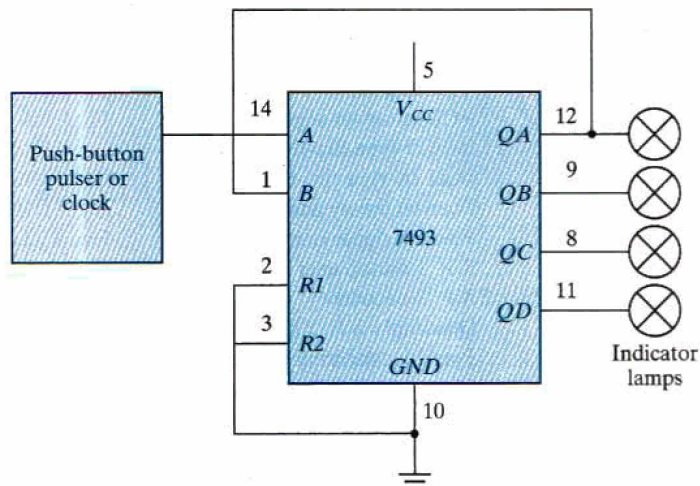 5
14
V_CC
12
A
QA
Push-button
pulser or
clock
1
9
B
QB
7493
8
2
QC
R1
11
3
QD
R2
Indicator
lamps
GND
10